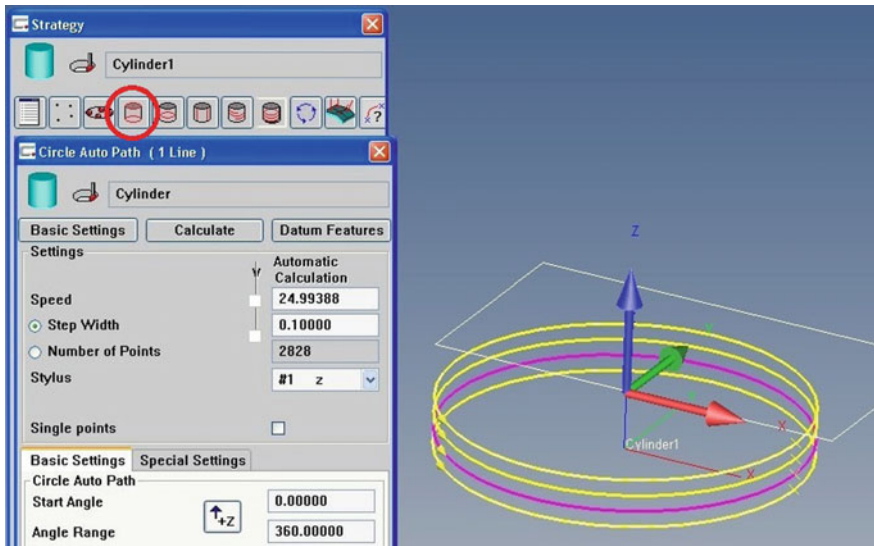 Strategy
Cylinder1
Circle Auto Path ( 1 Line )
Cylinder
Basic Settings Calculate Datum Features
Settings
Automatic
Calculation
Speed 24.99388
Step Width 0.10000
Number of Points 2828
Stylus #1 z
Single points
Basic Settings Special Settings
Circle Auto Path
Start Angle 0.00000
+Z
Angle Range 360.00000
Z
Y
X
Cylinder1
X